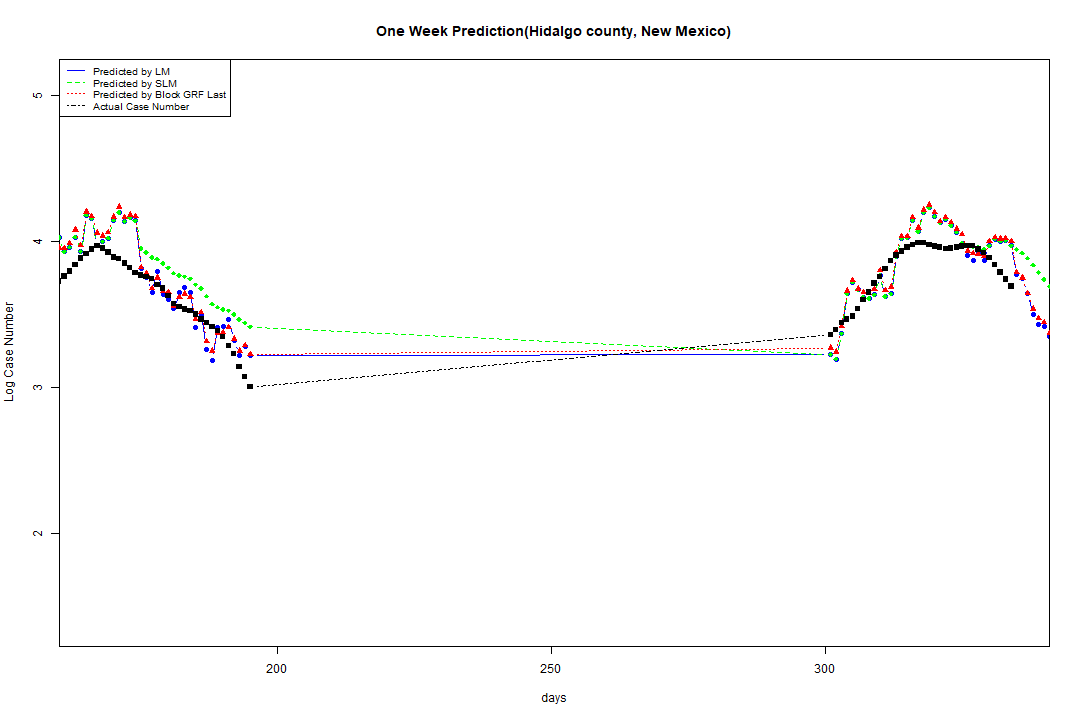 One Week Prediction(Hidalgo county, New Mexico)
Predicted by LM
Predicted by SLM
Predicted by Block GRF Last
Actual Case Number
5
4
3
2
Log Case Number
200 250 300
days